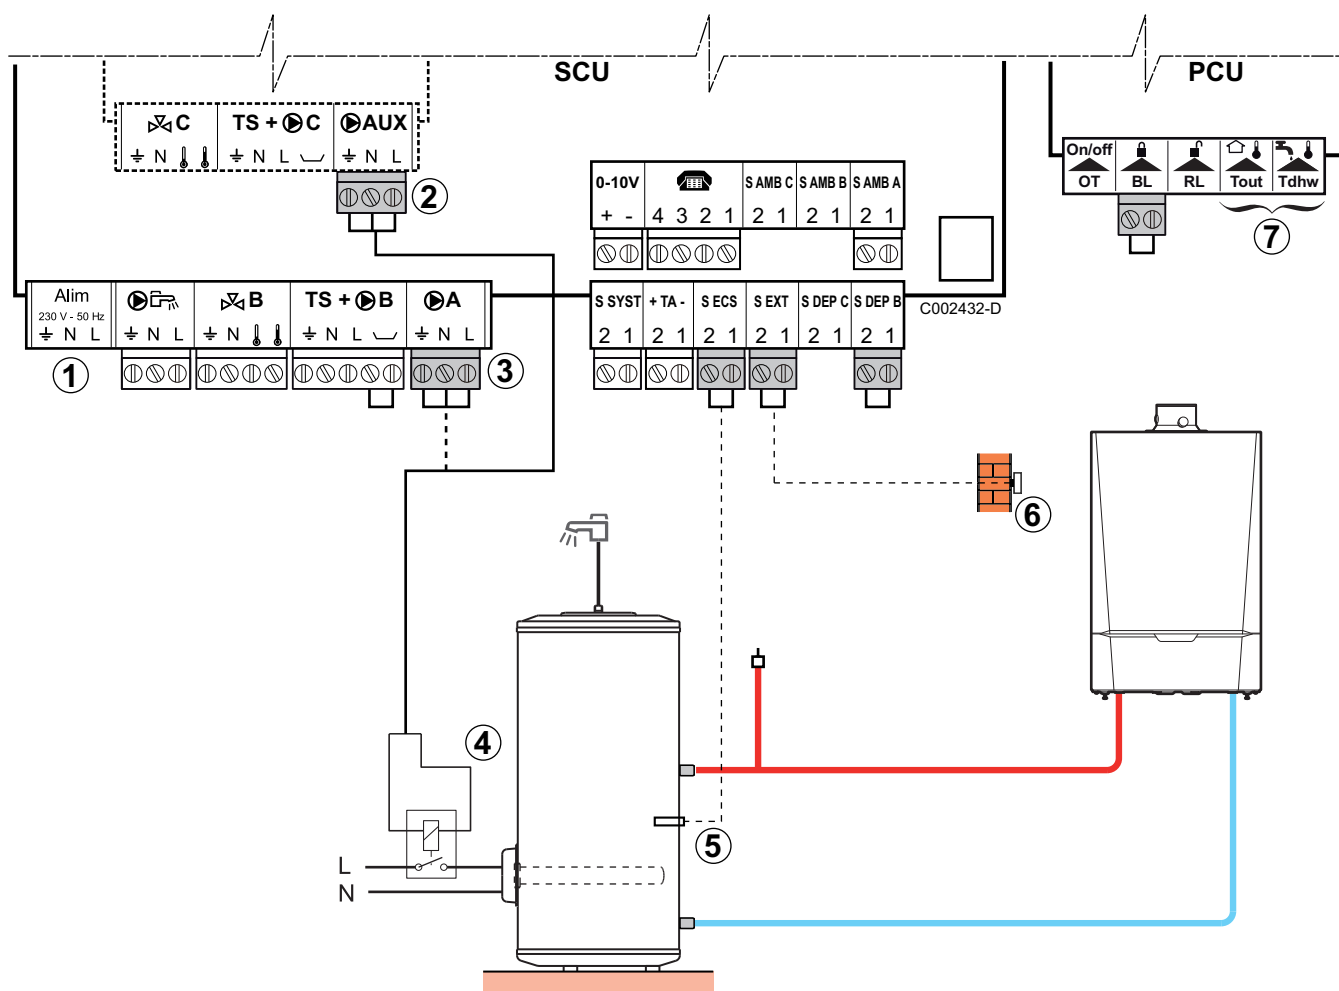 SCU
PCU
C
TS + C
AUX
N
N L
N L
2
0-10V
S AMB C
S AMB B
S AMB A
+ -
4 3 2 1
2 1
2 1
2 1
On/off
OT
BL
RL
Tout
Tdhw
7
Alim
230 V - 50 Hz
N L
B
TS + B
A
N L
N
N L
N L
1
3
S SYST
+ TA -
S ECS
S EXT
S DEP C
S DEP B
2 1
2 1
2 1
2 1
2 1
2 1
C002432-D
6
4
5
L
N